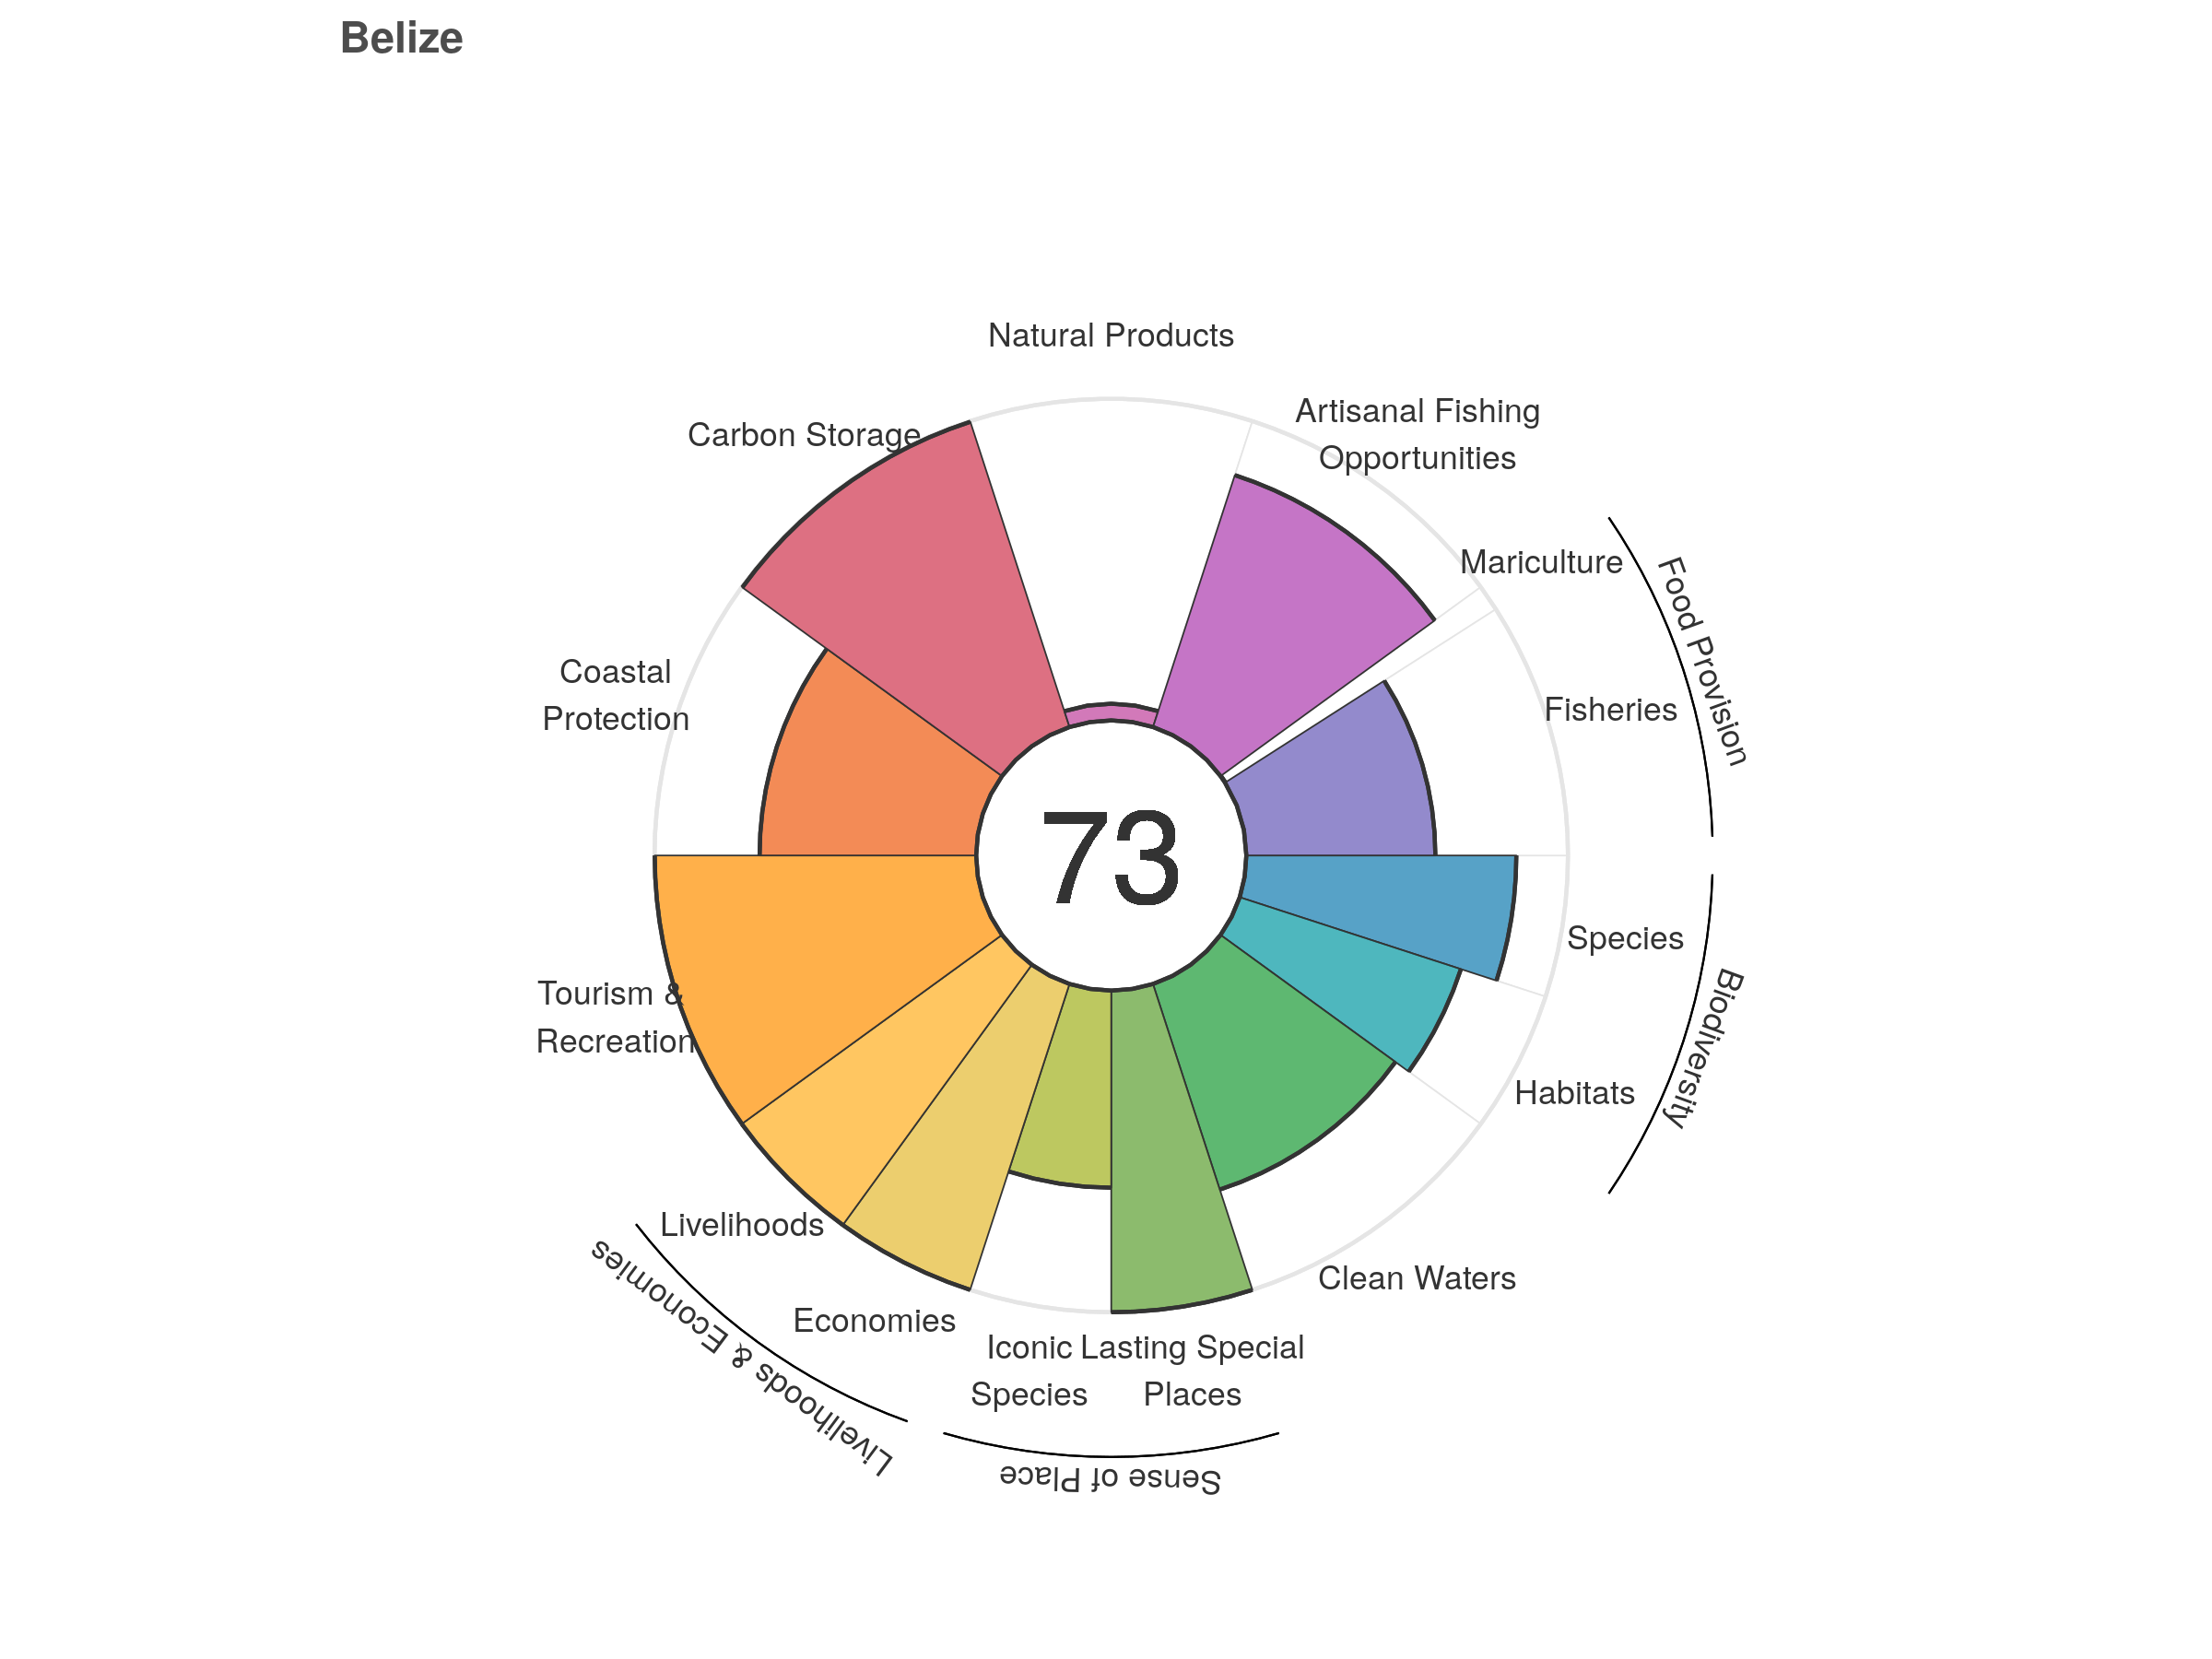 Belize
Natural Products
Carbon Storage
Artisanal Fishing
Opportunities
Mariculture
Food Provision
Coastal
Protection
Fisheries
73
Species
Tourism &
Recreation
Biodiversity
Habitats
Livelihoods
Clean Waters
Economies
Livelihoods & Economies
Iconic
Species
Lasting Special
Places
Sense of Place